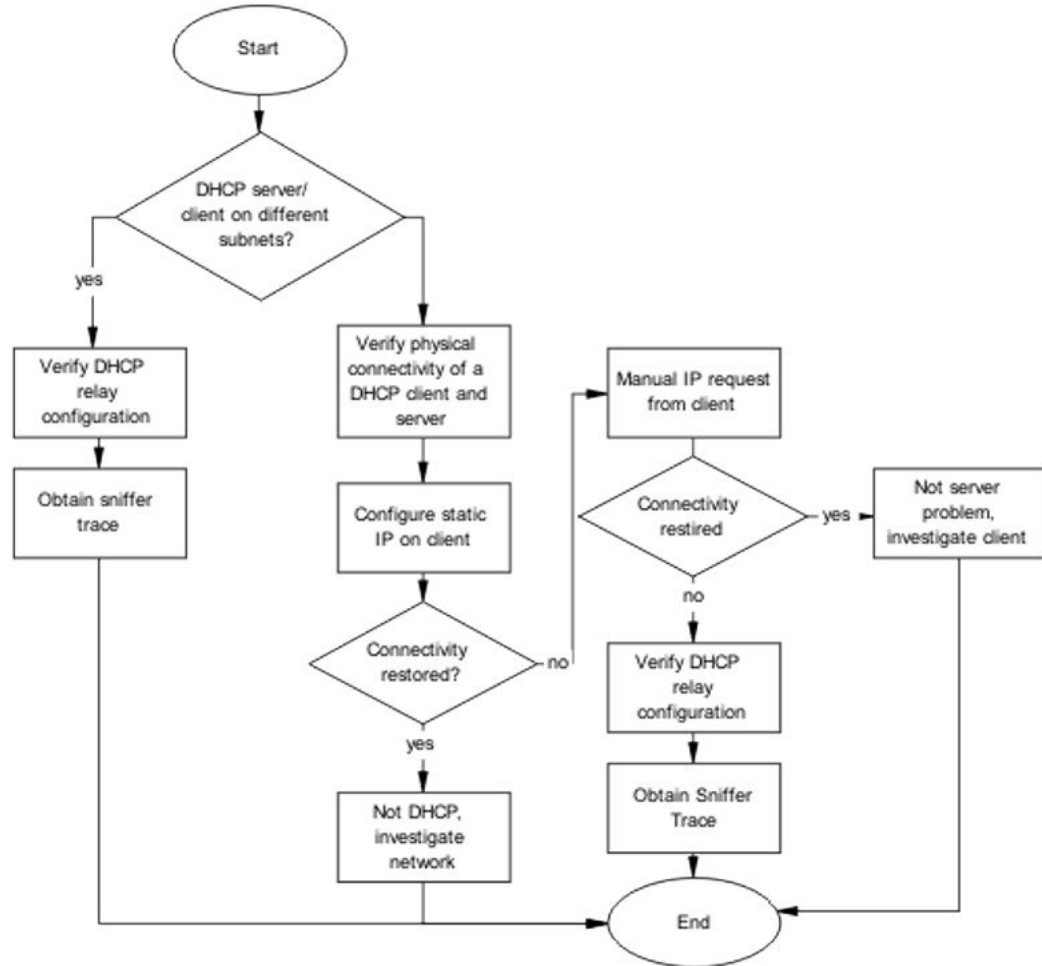 Start
DHCP server/
client on different
subnets?
yes
Verify DHCP
relay
configuration
Obtain sniffer
trace
Verify physical
connectivity of a
DHCP client and
server
Configure static
IP on client
Connectivity
restored?
no
yes
Not DHCP,
investigate
network
Manual IP request
from client
Connectivity
restired
yes
Not server
problem,
investigate client
no
Verify DHCP
relay
configuration
Obtain Sniffer
Trace
End